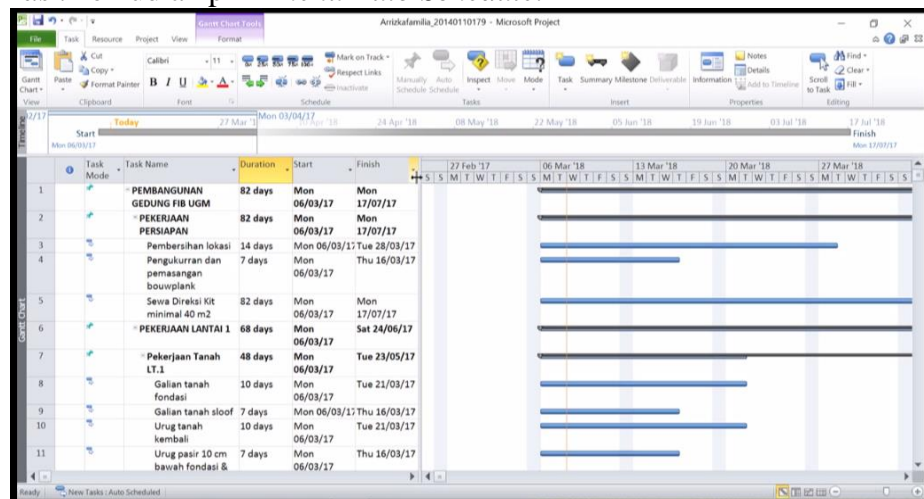 Arrizkafamilia_20140110179 - Microsoft Project
Gantt Chart Tools
File Task Resource Project View Format
Gantt Chart
Paste
Cut
Copy
Format Painter
Calibri 11
B I U A
Mark on Track
Respect Links
Inactivate
Manually Schedule
Auto Schedule
Inspect
Move
Mode
Task
Summary
Milestone
Deliverable
Information
Notes
Details
Add to Timeline
Scroll to Task
Find
Clear
Fill
View Clipboard Font Schedule Tasks Insert Properties Editing
Timeline
Today
27 Mar
Mon 03/04/17
24 Apr '18
08 May '18
22 May '18
05 Jun '18
19 Jun '18
03 Jul '18
17 Jul '18
Start
Mon 06/03/17
Finish
Mon 17/07/17
Task Mode Task Name Duration Start Finish
27 Feb '17 06 Mar '17 13 Mar '17 20 Mar '17 27 Mar '17
S S M T W T F S S M T W T F S S M T W T F S S M T W T F S S M T W T F S
1 PEMBANGUNAN GEDUNG FIB UGM 82 days Mon 06/03/17 Mon 17/07/17
2 PEKERJAAN PERSIAPAN 82 days Mon 06/03/17 Mon 17/07/17
3 Pembersihan lokasi 14 days Mon 06/03/17 Tue 28/03/17
4 Pengukurran dan pemasangan bouwplank 7 days Mon 06/03/17 Thu 16/03/17
5 Sewa Direksi Kit minimal 40 m2 82 days Mon 06/03/17 Mon 17/07/17
6 PEKERJAAN LANTAI 1 68 days Mon 06/03/17 Sat 24/06/17
7 Pekerjaan Tanah LT.1 48 days Mon 06/03/17 Tue 23/05/17
8 Galian tanah fondasi 10 days Mon 06/03/17 Tue 21/03/17
9 Galian tanah sloof 7 days Mon 06/03/17 Thu 16/03/17
10 Urug tanah kembali 10 days Mon 06/03/17 Tue 21/03/17
11 Urug pasir 10 cm bawah fondasi & 7 days Mon 06/03/17 Thu 16/03/17
Gantt Chart
Ready New Tasks : Auto Scheduled